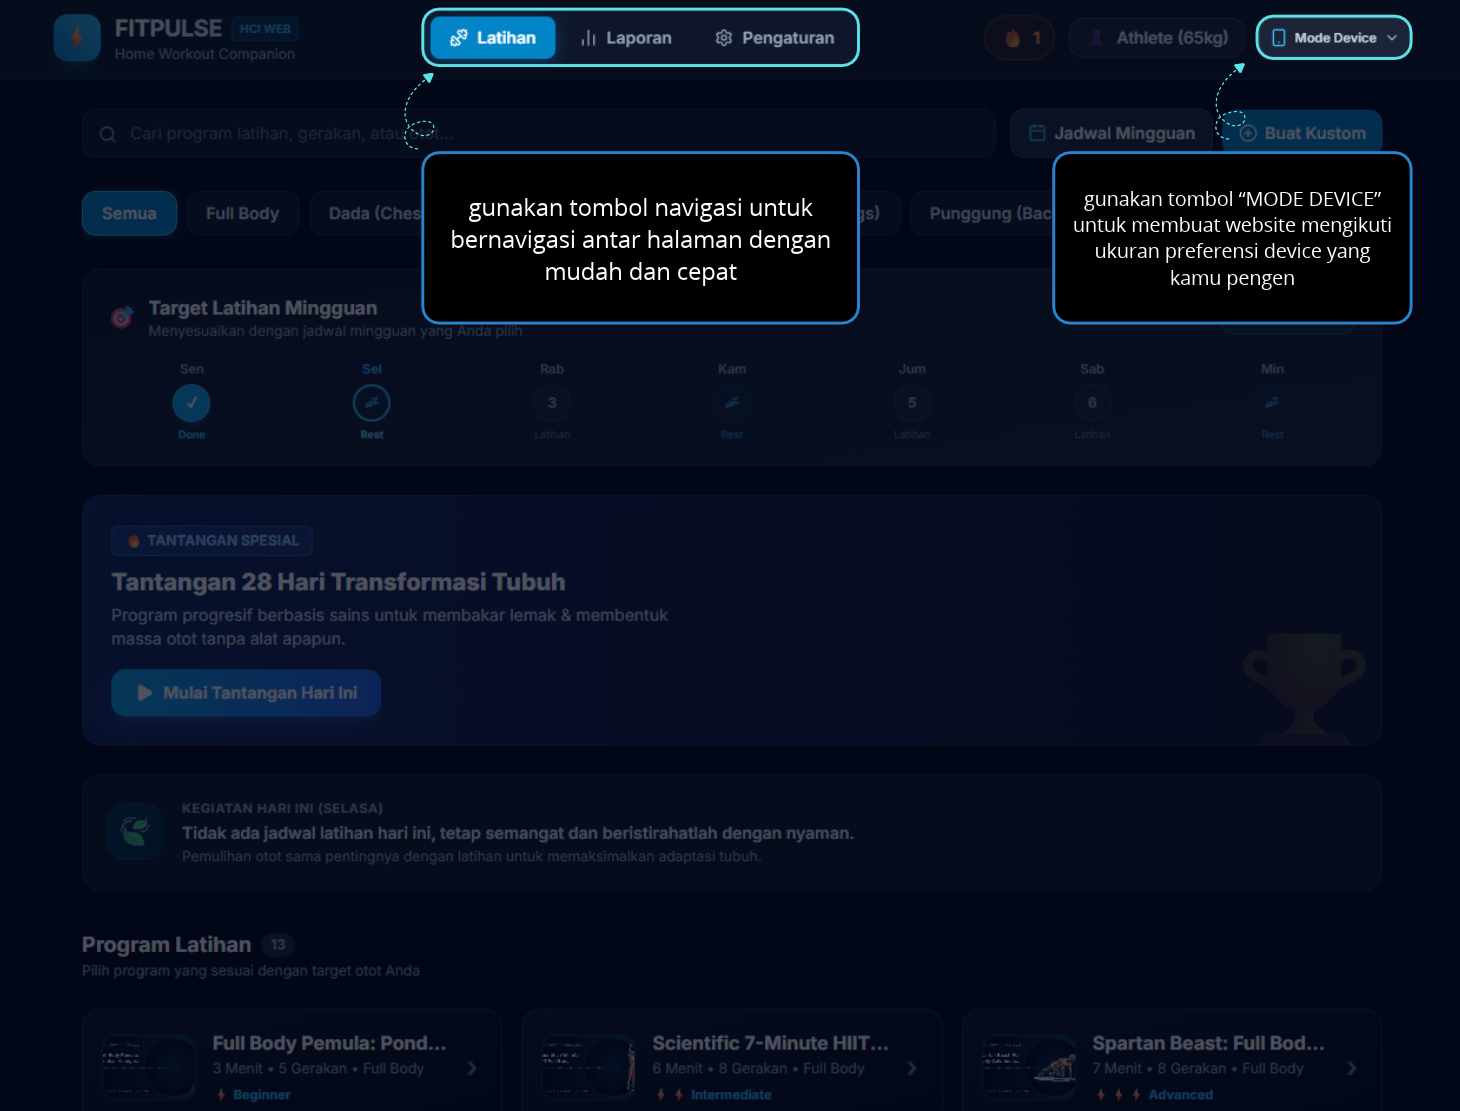 FITPULSE HCI WEB
Home Workout Companion
Latihan Laporan Pengaturan
1 Athlete (65kg) Mode Device
Cari program latihan, gerakan, atau otot...
Jadwal Mingguan Buat Kustom
gunakan tombol navigasi untuk
bernavigasi antar halaman dengan
mudah dan cepat
gunakan tombol “MODE DEVICE”
untuk membuat website mengikuti
ukuran preferensi device yang
kamu pengen
Semua Full Body Dada (Ches gs) Punggung (Bac
Target Latihan Mingguan
Menyesuaikan dengan jadwal mingguan yang Anda pilih
Sen Sel Rab Kam Jum Sab Min
3 5 6
Done Rest Latihan Rest Latihan Latihan Rest
TANTANGAN SPESIAL
Tantangan 28 Hari Transformasi Tubuh
Program progresif berbasis sains untuk membakar lemak & membentuk
massa otot tanpa alat apapun.
Mulai Tantangan Hari Ini
KEGIATAN HARI INI (SELASA)
Tidak ada jadwal latihan hari ini, tetap semangat dan beristirahatlah dengan nyaman.
Pemulihan otot sama pentingnya dengan latihan untuk memaksimalkan adaptasi tubuh.
Program Latihan 13
Pilih program yang sesuai dengan target otot Anda
Full Body Pemula: Pond...
3 Menit • 5 Gerakan • Full Body
Beginner
Scientific 7-Minute HIIT...
6 Menit • 8 Gerakan • Full Body
Intermediate
Spartan Beast: Full Bod...
7 Menit • 8 Gerakan • Full Body
Advanced